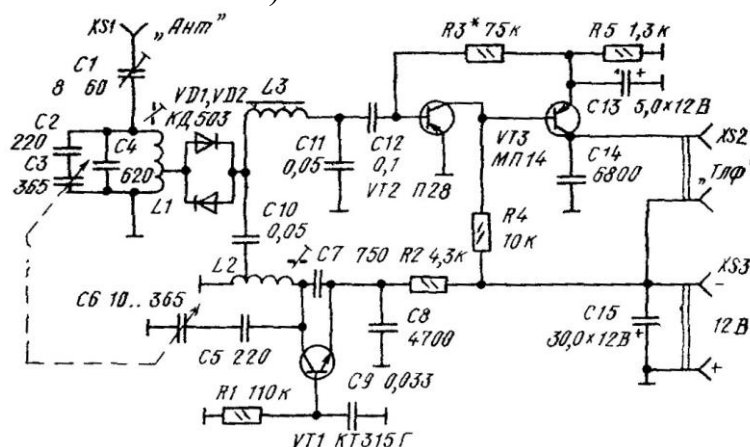 )
XS1 „Ант"
C1
8 60
C2
220
C3
365
C4
620
L1
VD1,VD2
КД503
L3
C10
0,05
C11
0,05
C12
0,1
VT2 П28
R3* 75к
R5 1,3к
C13 5,0×12В
VT3
МП14
C14
6800
XS2
„Тлф"
R4
10к
L2
C7 750
R2 4,3к
C6 10..365
C5 220
C8
4700
C15
30,0×12В
+
XS3
-
12В
+
R1 110к
C9 0,033
VT1 КТ315Г